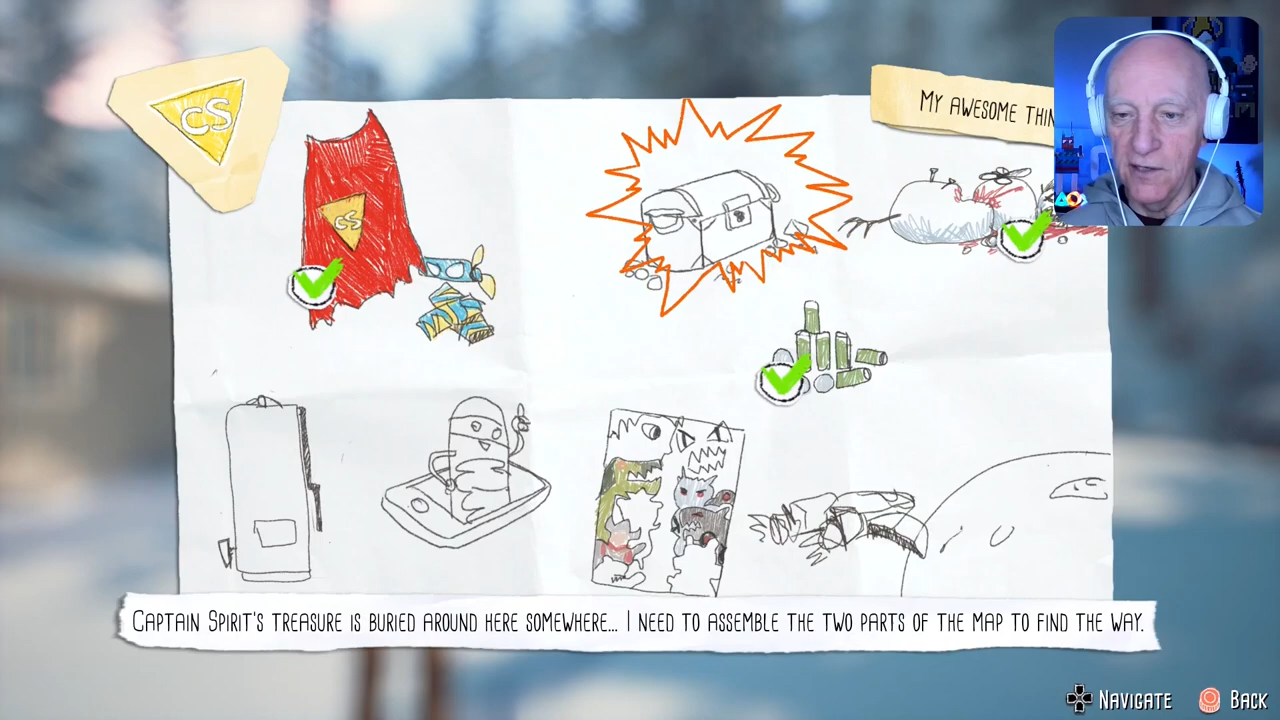 CS
MY AWESOME THIN
CS
CAPTAIN SPIRIT'S TREASURE IS BURIED AROUND HERE SOMEWHERE... I NEED TO ASSEMBLE THE TWO PARTS OF THE MAP TO FIND THE WAY.
NAVIGATE
BACK